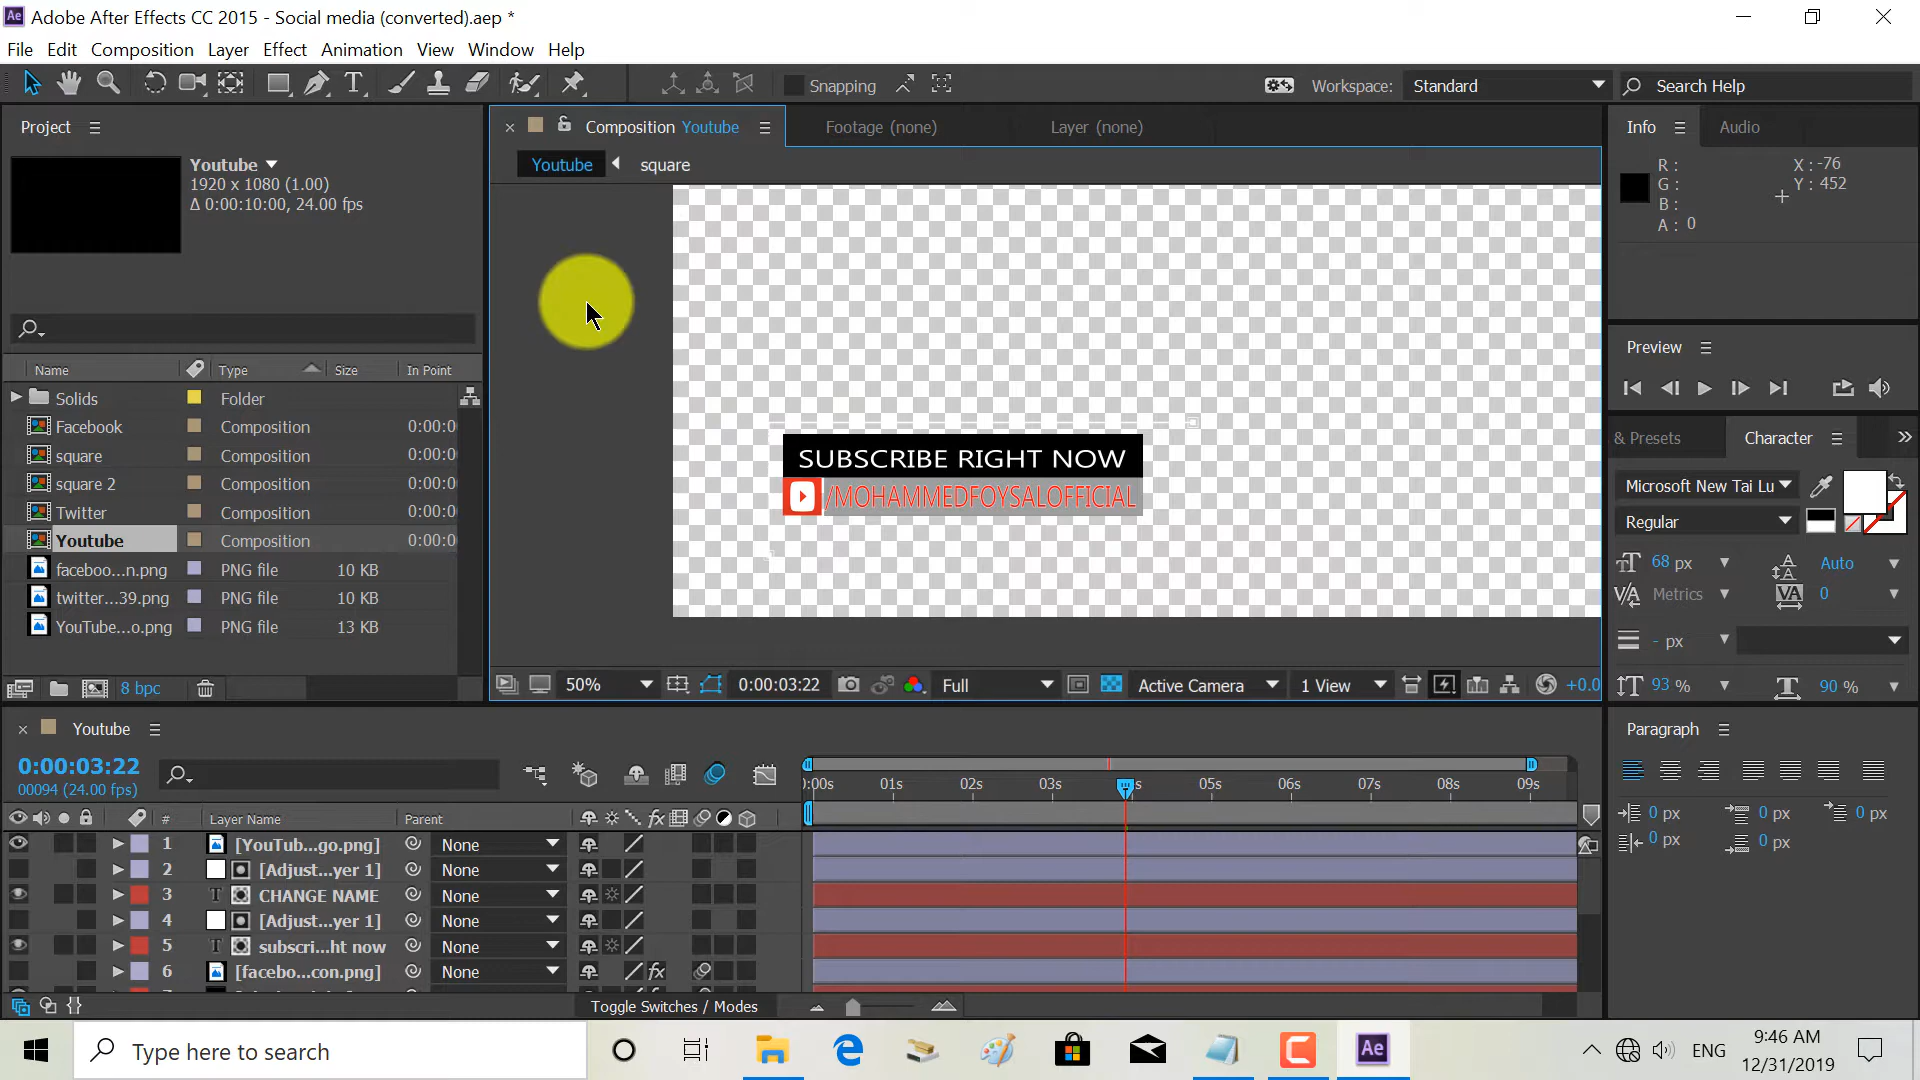 Adobe After Effects CC 2015 - Social media (converted).aep *
File Edit Composition Layer Effect Animation View Window Help
Snapping
Workspace: Standard
Search Help
Project
Composition Youtube
Footage (none)
Layer (none)
Info
Audio
Youtube
1920 x 1080 (1.00)
Δ 0:00:10:00, 24.00 fps
Youtube
square
R :
G :
B :
A : 0
X : -76
Y : 452
Name Type Size In Point
Solids Folder
Facebook Composition 0:00:0
square Composition 0:00:0
square 2 Composition 0:00:0
Twitter Composition 0:00:0
Youtube Composition 0:00:0
faceboo...n.png PNG file 10 KB
twitter...39.png PNG file 10 KB
YouTube...o.png PNG file 13 KB
8 bpc
SUBSCRIBE RIGHT NOW
/MOHAMMEDFOYSALOFFICIAL
50%
0:00:03:22
Full
Active Camera
1 View
+0.0
Preview
& Presets
Character
Microsoft New Tai Lu
Regular
68 px
Auto
Metrics
0
- px
93 %
90 %
Paragraph
0 px
0 px
0 px
0 px
0 px
Youtube
0:00:03:22
00094 (24.00 fps)
):00s 01s 02s 03s s 05s 06s 07s 08s 09s
# Layer Name Parent
1 [YouTub...go.png] None
2 [Adjust...yer 1] None
3 T CHANGE NAME None
4 [Adjust...yer 1] None
5 T subscri...ht now None
6 [facebo...con.png] None
Toggle Switches / Modes
Type here to search
Ae
ENG
9:46 AM
12/31/2019